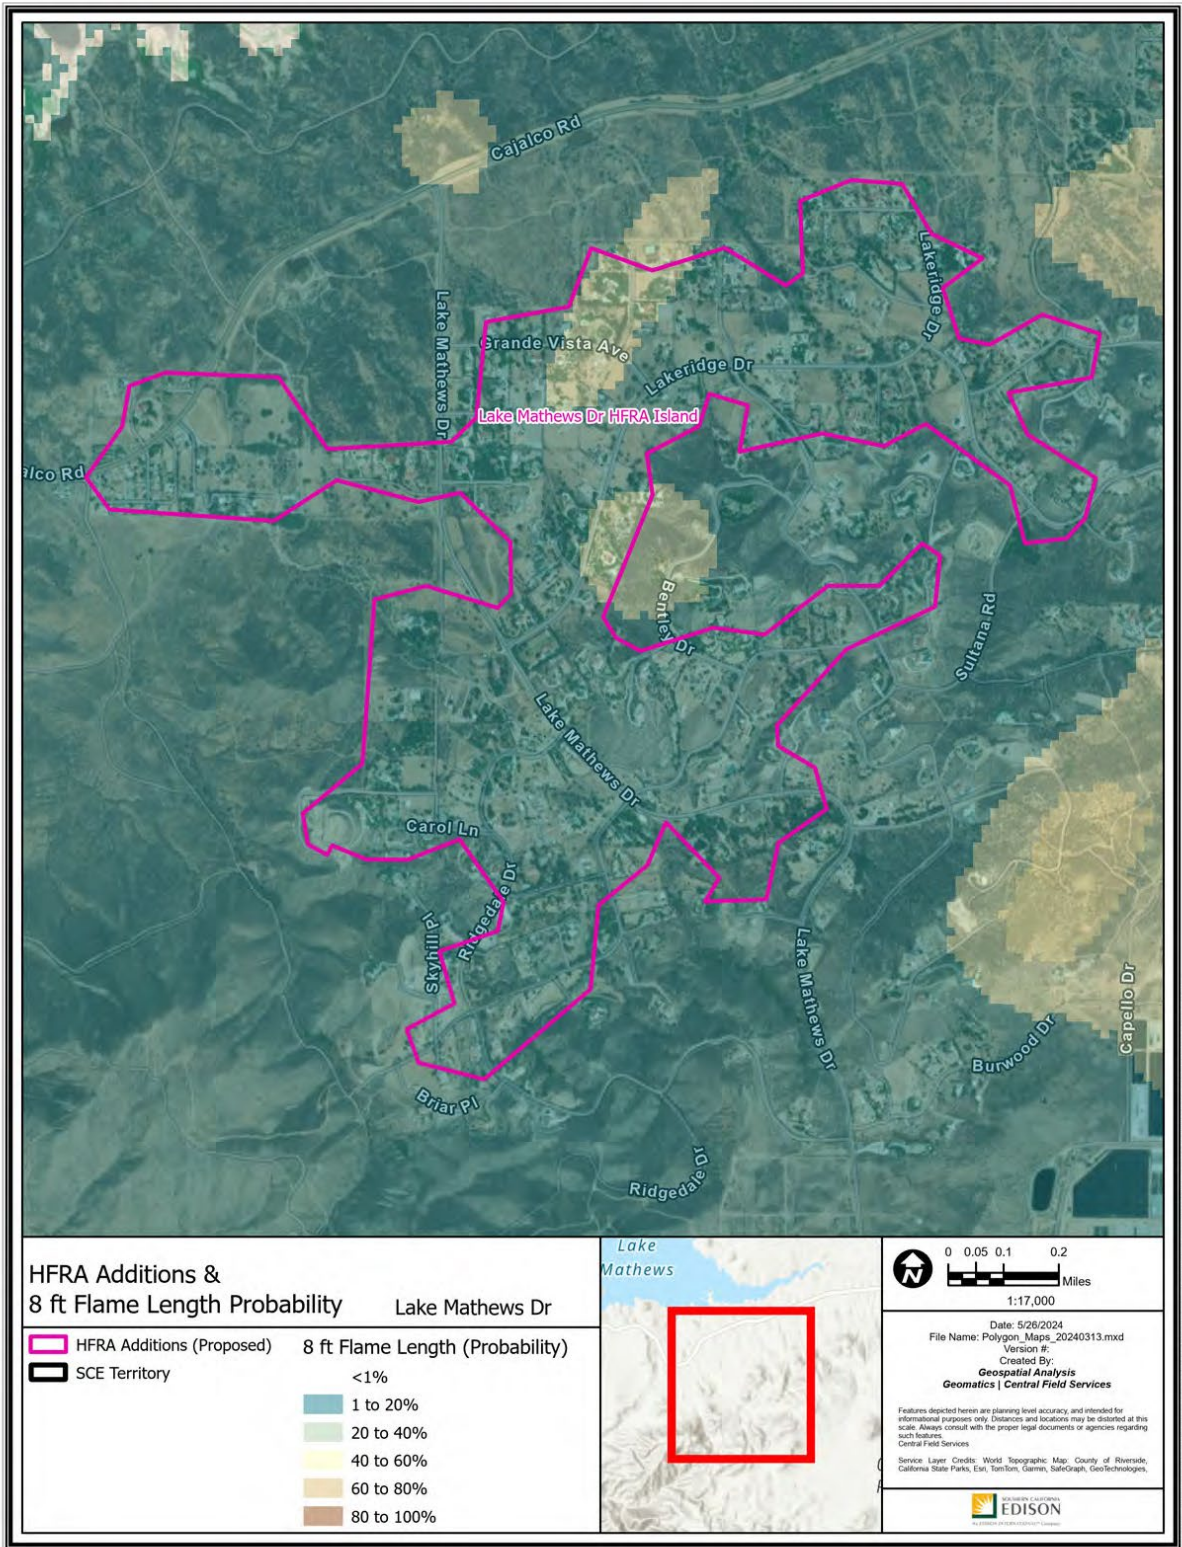 Cajalco Rd
Lakeridge Dr
Lake Mathews Dr
Grande Vista Ave
Lakeridge Dr
Lake Mathews Dr HFRA Island
alco Rd
Bentley Dr
Sultana Rd
Lake Mathews Dr
Carol Ln
Ridgedale Dr
Skyhill Pl
Lake Mathews Dr
Capello Dr
Burwood Dr
Briar Pl
Ridgedale Dr
HFRA Additions &
8 ft Flame Length Probability
Lake Mathews Dr
HFRA Additions (Proposed)
SCE Territory
8 ft Flame Length (Probability)
<1%
1 to 20%
20 to 40%
40 to 60%
60 to 80%
80 to 100%
Lake
Mathews
N
0 0.05 0.1 0.2
Miles
1:17,000
Date: 5/26/2024
File Name: Polygon_Maps_20240313.mxd
Version #:
Created By:
Geospatial Analysis
Geomatics | Central Field Services
Features depicted herein are planning level accuracy, and intended for
informational purposes only. Distances and locations may be distorted at this
scale. Always consult with the proper legal documents or agencies regarding
such features.
Central Field Services
Service Layer Credits: World Topographic Map: County of Riverside,
California State Parks, Esri, TomTom, Garmin, SafeGraph, GeoTechnologies,
SOUTHERN CALIFORNIA
EDISON
An EDISON INTERNATIONAL® Company